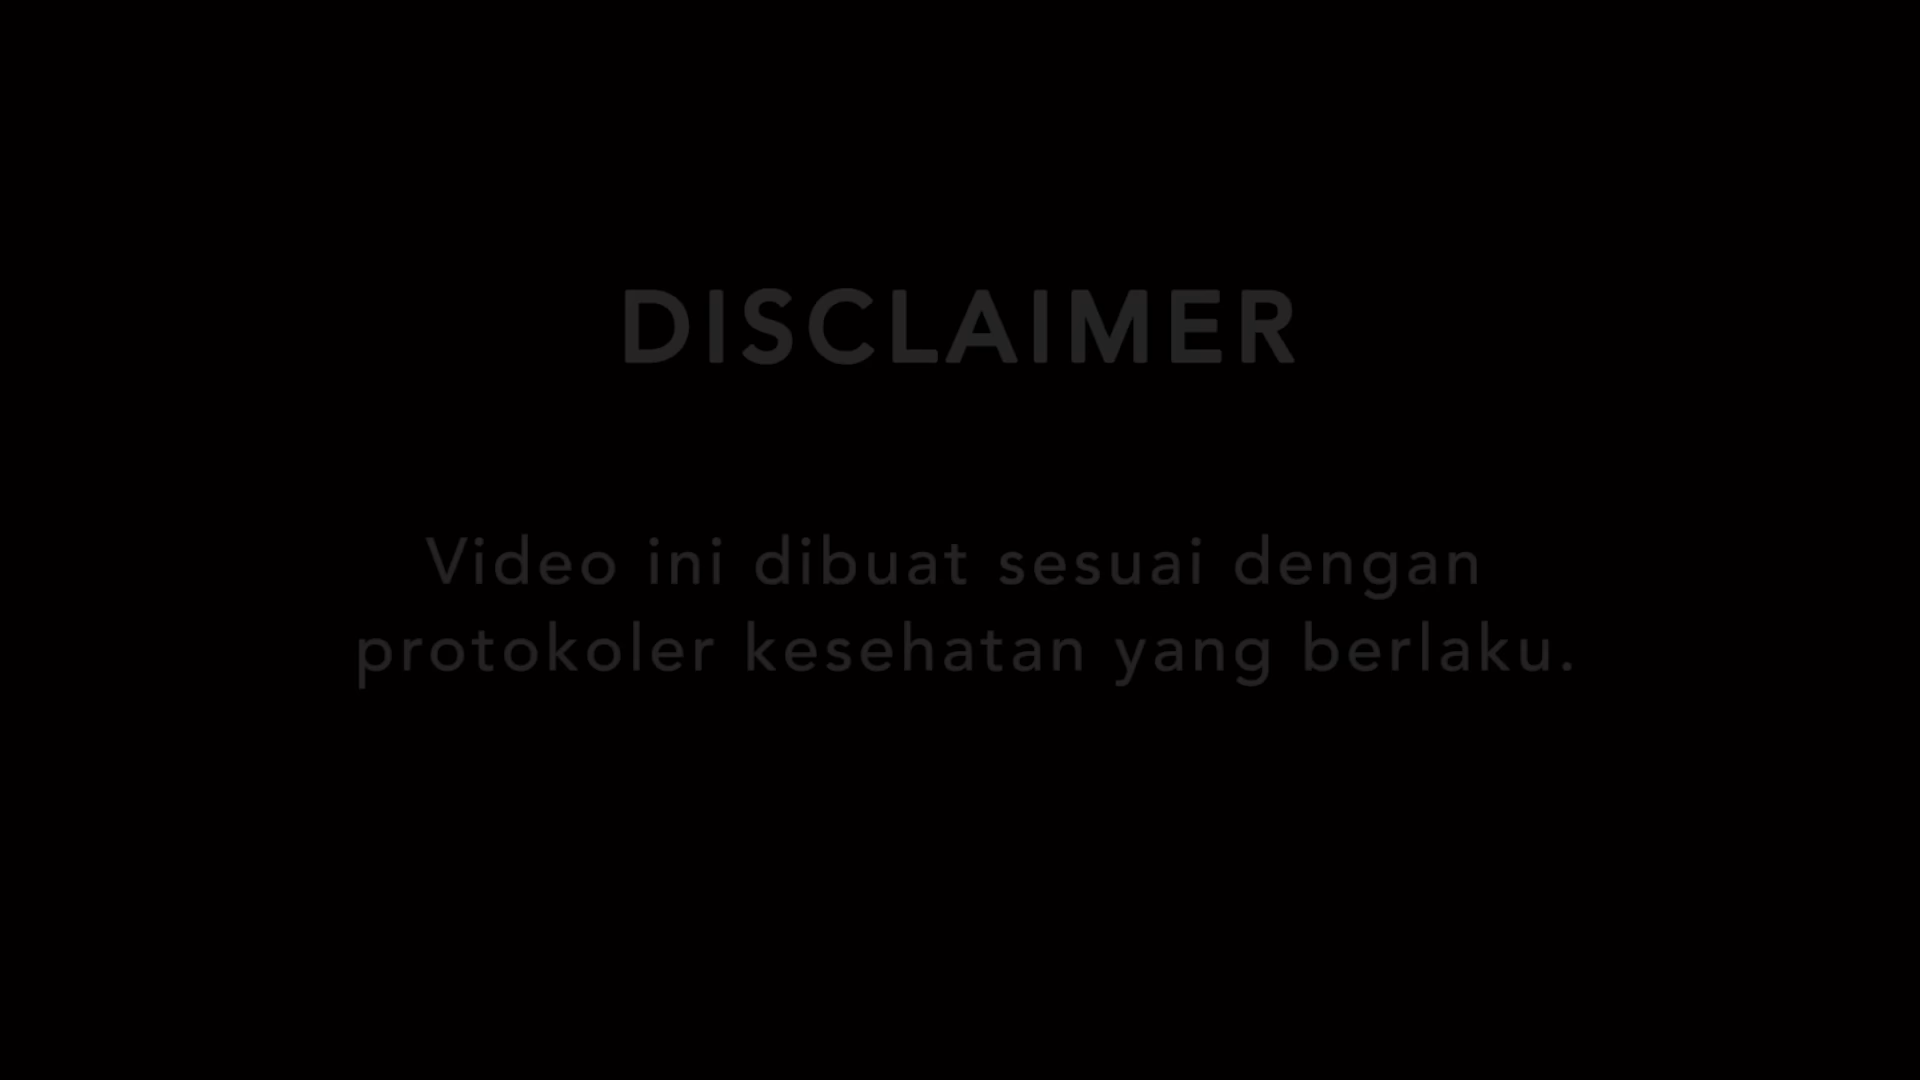 DISCLAIMER
Video ini dibuat sesuai dengan
protokoler kesehatan yang berlaku.